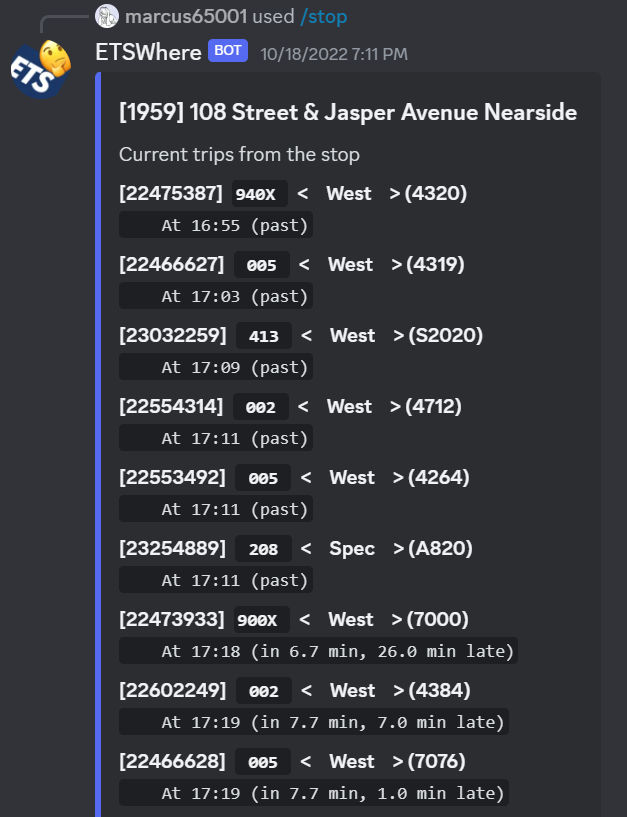 marcus65001 used /stop
ETS
ETSWhere BOT 10/18/2022 7:11 PM
[1959] 108 Street & Jasper Avenue Nearside
Current trips from the stop
[22475387] 940X < West > (4320)
At 16:55 (past)
[22466627] 005 < West > (4319)
At 17:03 (past)
[23032259] 413 < West > (S2020)
At 17:09 (past)
[22554314] 002 < West > (4712)
At 17:11 (past)
[22553492] 005 < West > (4264)
At 17:11 (past)
[23254889] 208 < Spec > (A820)
At 17:11 (past)
[22473933] 900X < West > (7000)
At 17:18 (in 6.7 min, 26.0 min late)
[22602249] 002 < West > (4384)
At 17:19 (in 7.7 min, 7.0 min late)
[22466628] 005 < West > (7076)
At 17:19 (in 7.7 min, 1.0 min late)